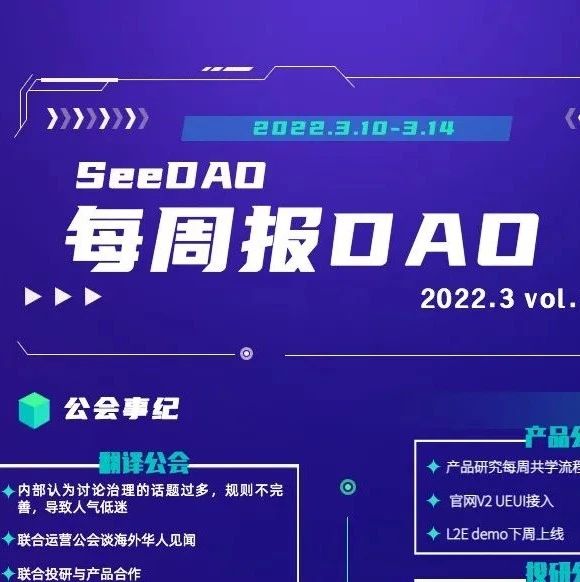 2022.3.10-3.14
SeeDAO
每周报DAO
2022.3 vol.
公会事纪
翻译公会
内部认为讨论治理的话题过多，规则不完
善，导致人气低迷
联合运营公会谈海外华人见闻
联合投研与产品合作
产品
产品研究每周共学流程
官网V2 UEUI接入
L2E demo下周上线
投研